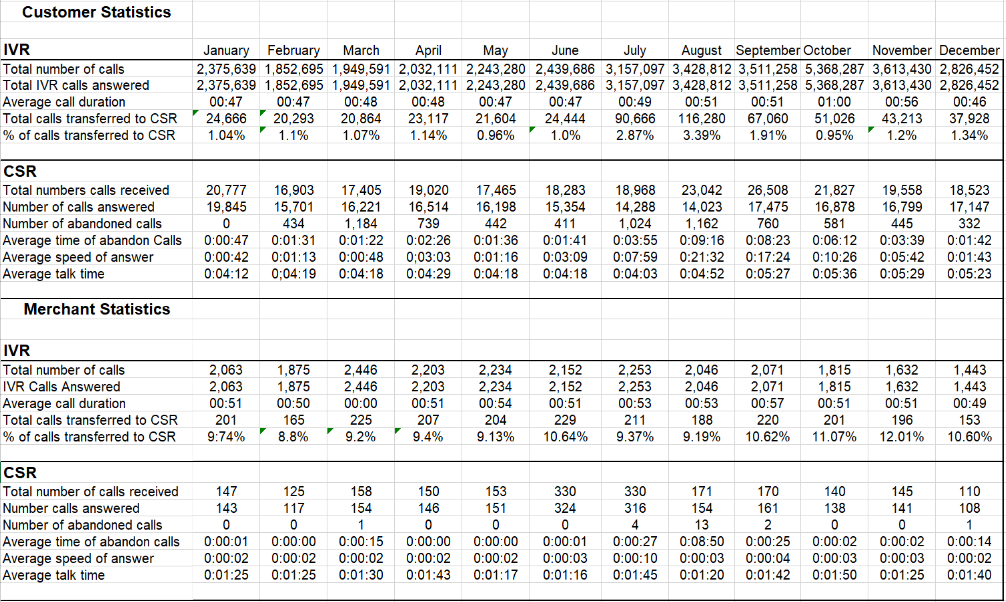 Customer Statistics
IVR January February March April May June July August September October November December
Total number of calls 2,375,639 1,852,695 1,949,591 2,032,111 2,243,280 2,439,686 3,157,097 3,428,812 3,511,258 5,368,287 3,613,430 2,826,452
Total IVR calls answered 2,375,639 1,852,695 1,949,591 2,032,111 2,243,280 2,439,686 3,157,097 3,428,812 3,511,258 5,368,287 3,613,430 2,826,452
Average call duration 00:47 00:47 00:48 00:48 00:47 00:47 00:49 00:51 00:51 01:00 00:56 00:46
Total calls transferred to CSR 24,666 20,293 20,864 23,117 21,604 24,444 90,666 116,280 67,060 51,026 43,213 37,928
% of calls transferred to CSR 1.04% 1.1% 1.07% 1.14% 0.96% 1.0% 2.87% 3.39% 1.91% 0.95% 1.2% 1.34%
CSR
Total numbers calls received 20,777 16,903 17,405 19,020 17,465 18,283 18,968 23,042 26,508 21,827 19,558 18,523
Number of calls answered 19,845 15,701 16,221 16,514 16,198 15,354 14,288 14,023 17,475 16,878 16,799 17,147
Number of abandoned calls 0 434 1,184 739 442 411 1,024 1,162 760 581 445 332
Average time of abandon Calls 0:00:47 0:01:31 0:01:22 0:02:26 0:01:36 0:01:41 0:03:55 0:09:16 0:08:23 0:06:12 0:03:39 0:01:42
Average speed of answer 0:00:42 0:01:13 0:00:48 0;03:03 0:01:16 0:03:09 0:07:59 0:21:32 0:17:24 0:10:26 0:05:42 0:01:43
Average talk time 0:04:12 0;04:19 0:04:18 0:04:29 0:04:18 0:04:18 0:04:03 0:04:52 0:05:27 0:05:36 0:05:29 0:05:23
Merchant Statistics
IVR
Total number of calls 2,063 1,875 2,446 2,203 2,234 2,152 2,253 2,046 2,071 1,815 1,632 1,443
IVR Calls Answered 2,063 1,875 2,446 2,203 2,234 2,152 2,253 2,046 2,071 1,815 1,632 1,443
Average call duration 00:51 00:50 00:00 00:51 00:54 00:51 00:53 00:53 00:57 00:51 00:51 00:49
Total calls transferred to CSR 201 165 225 207 204 229 211 188 220 201 196 153
% of calls transferred to CSR 9:74% 8.8% 9.2% 9.4% 9.13% 10.64% 9.37% 9.19% 10.62% 11.07% 12.01% 10.60%
CSR
Total number of calls received 147 125 158 150 153 330 330 171 170 140 145 110
Number calls answered 143 117 154 146 151 324 316 154 161 138 141 108
Number of abandoned calls 0 0 1 0 0 0 4 13 2 0 0 1
Average time of abandon calls 0:00:01 0:00:00 0:00:15 0:00:00 0:00:00 0:00:01 0:00:27 0:08:50 0:00:25 0:00:02 0:00:02 0:00:14
Average speed of answer 0:00:02 0:00:02 0:00:02 0:00:02 0:00:02 0:00:03 0:00:10 0:00:03 0:00:04 0:00:03 0:00:03 0:00:02
Average talk time 0:01:25 0:01:25 0:01:30 0:01:43 0:01:17 0:01:16 0:01:45 0:01:20 0:01:42 0:01:50 0:01:25 0:01:40